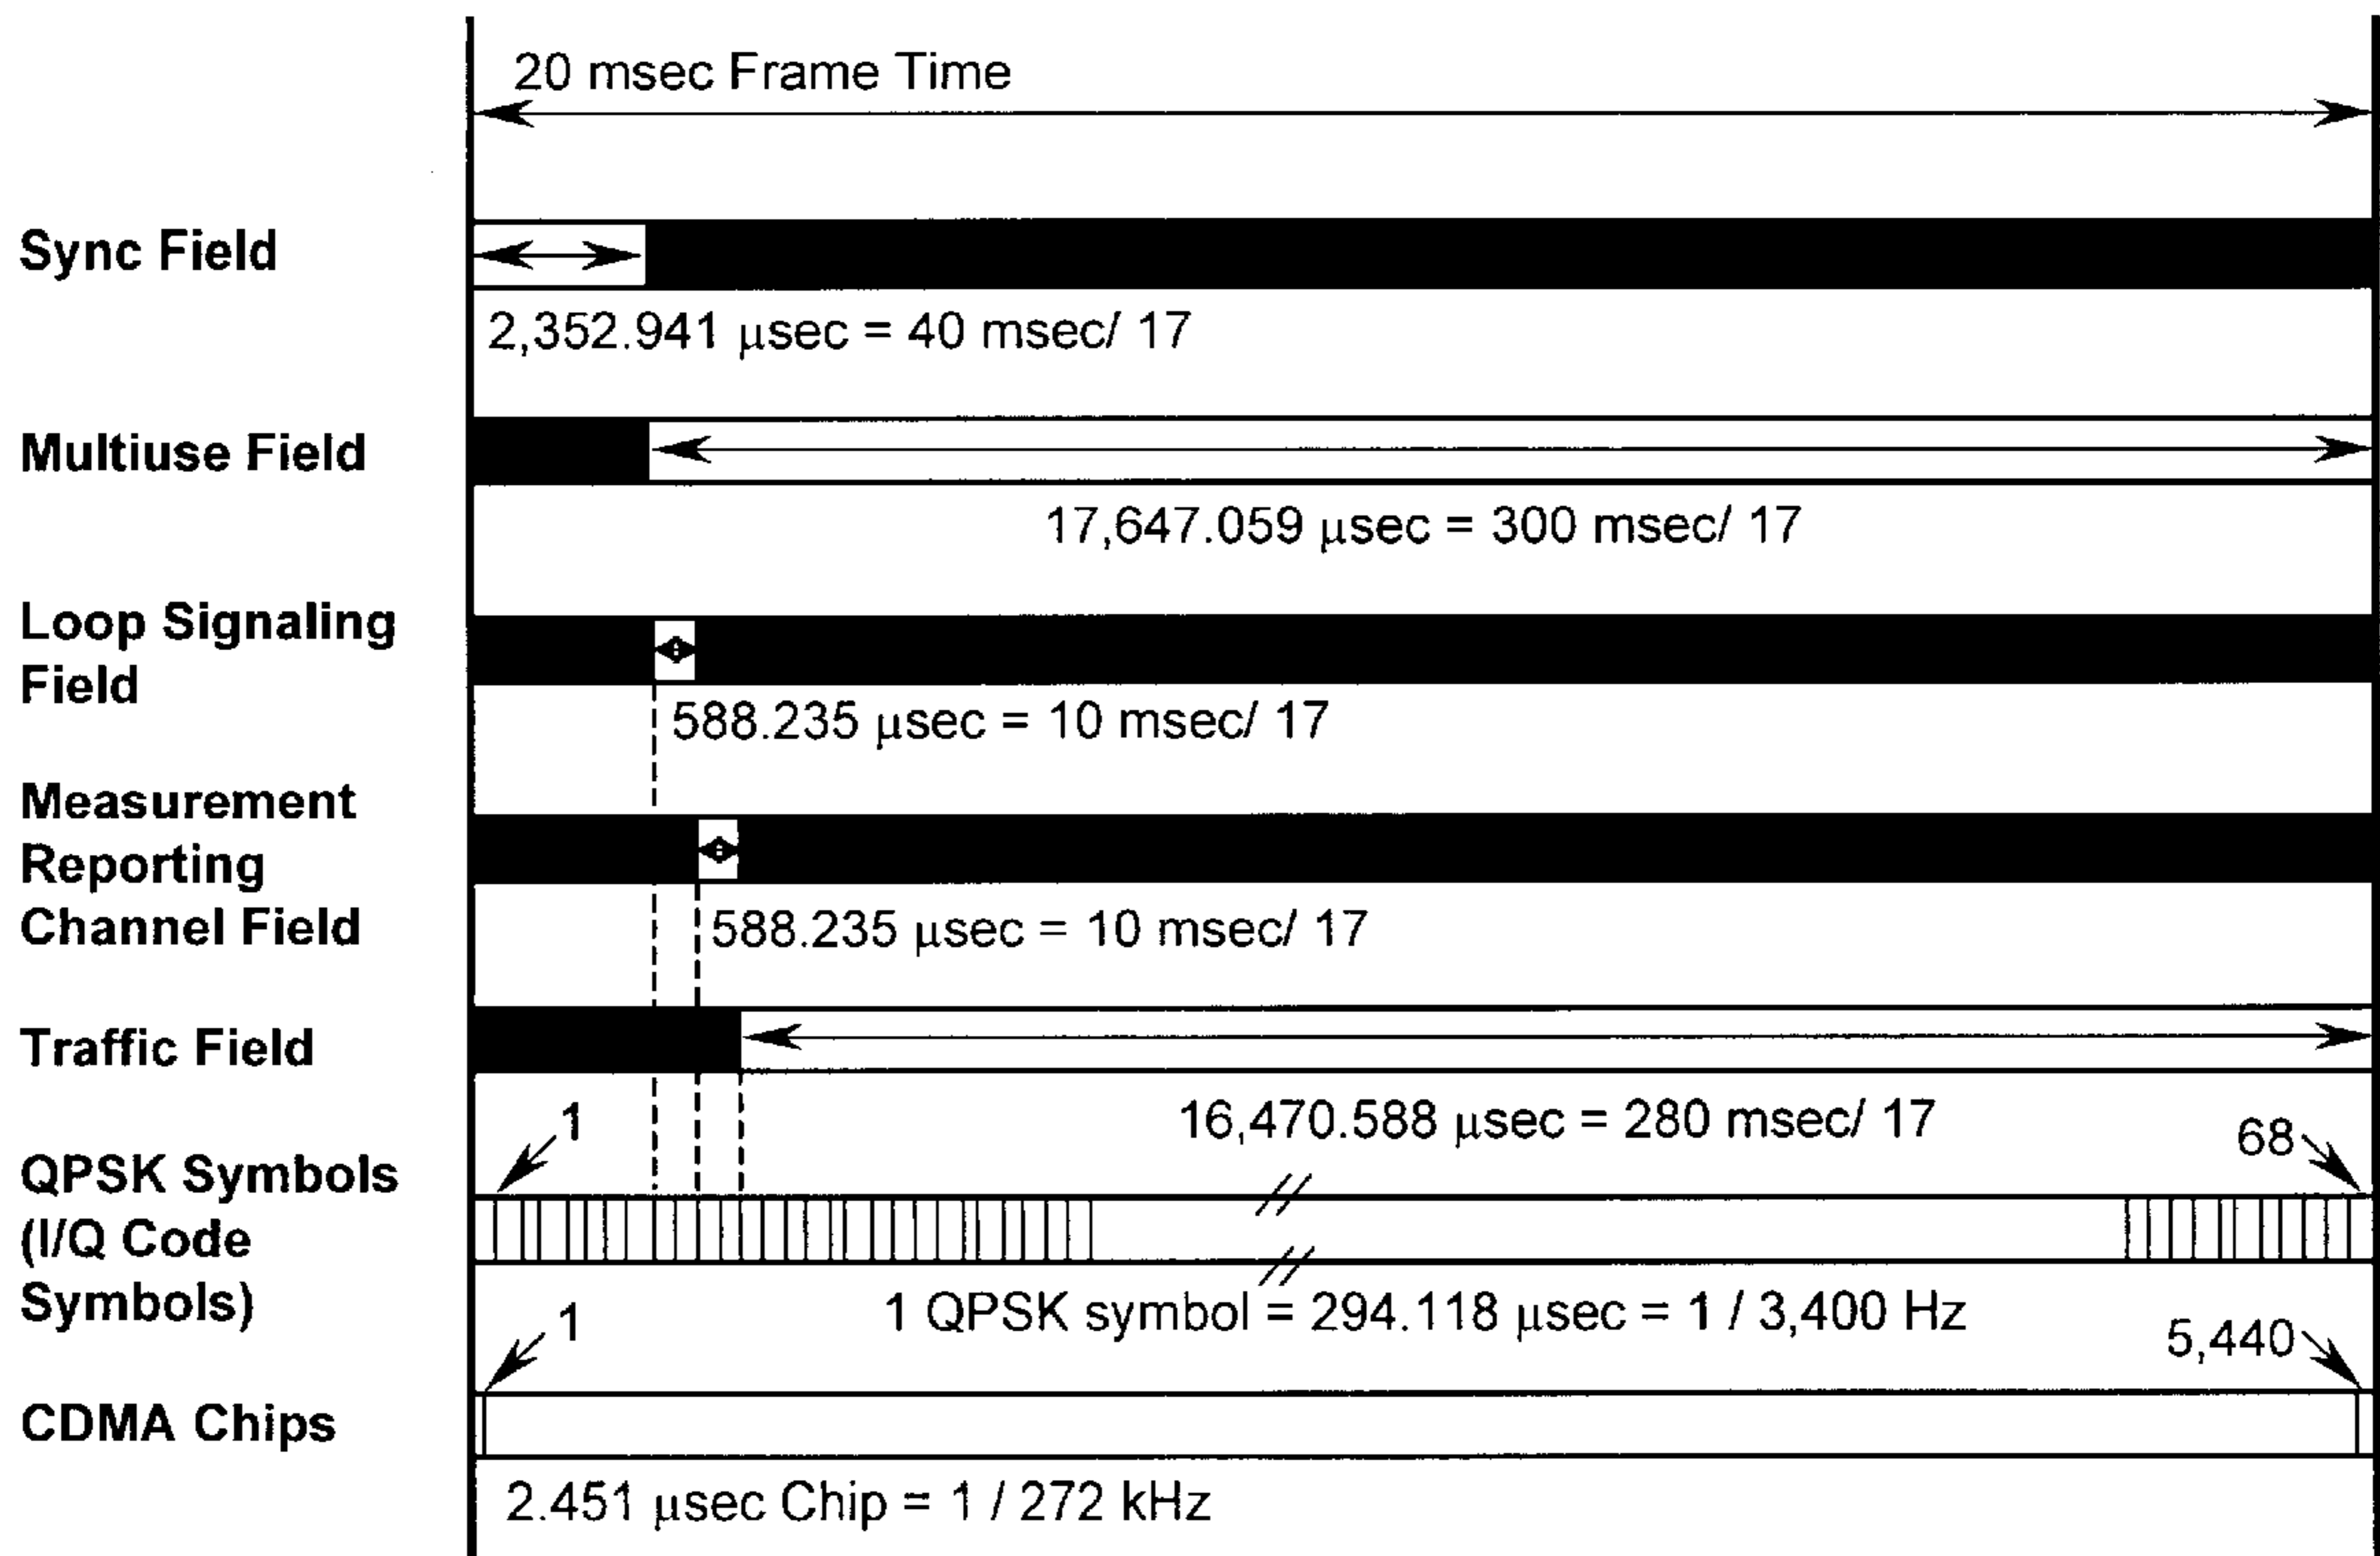 20 msec Frame Time
Sync Field
2,352.941 μsec = 40 msec/ 17
Multiuse Field
17,647.059 μsec = 300 msec/ 17
Loop Signaling
Field
588.235 μsec = 10 msec/ 17
Measurement
Reporting
Channel Field
588.235 μsec = 10 msec/ 17
Traffic Field
1
16,470.588 μsec = 280 msec/ 17
68
QPSK Symbols
(I/Q Code
Symbols)
1 QPSK symbol = 294.118 μsec = 1 / 3,400 Hz
1
5,440
CDMA Chips
2.451 μsec Chip = 1 / 272 kHz